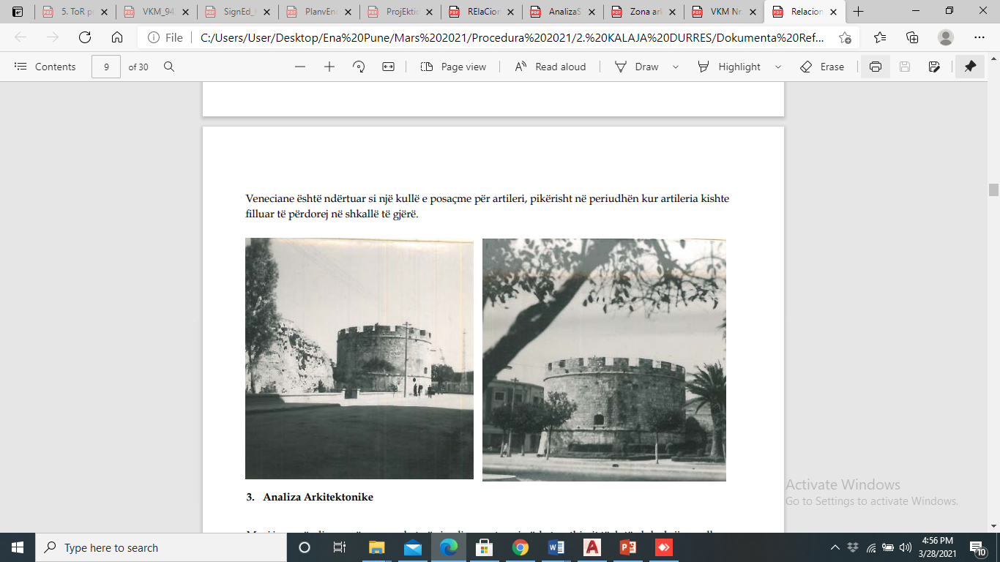 5. ToR p
VKM_94
SignEd_
PlanvEn
ProjEktic
RElaCior
AnalizaS
Zona ar
VKM Nr.
Relacion
File
C:/Users/User/Desktop/Ena%20Pune/Mars%202021/Procedura%202021/2.%20KALAJA%20DURRES/Dokumenta%20Ref...
Contents
9
of 30
Page view
Read aloud
Draw
Highlight
Erase
Veneciane është ndërtuar si një kullë e posaçme për artileri, pikërisht në periudhën kur artileria kishte
filluar të përdorej në shkallë të gjërë.
3. Analiza Arkitektonike
Activate Windows
Go to Settings to activate Windows.
Type here to search
4:56 PM
3/28/2021
10